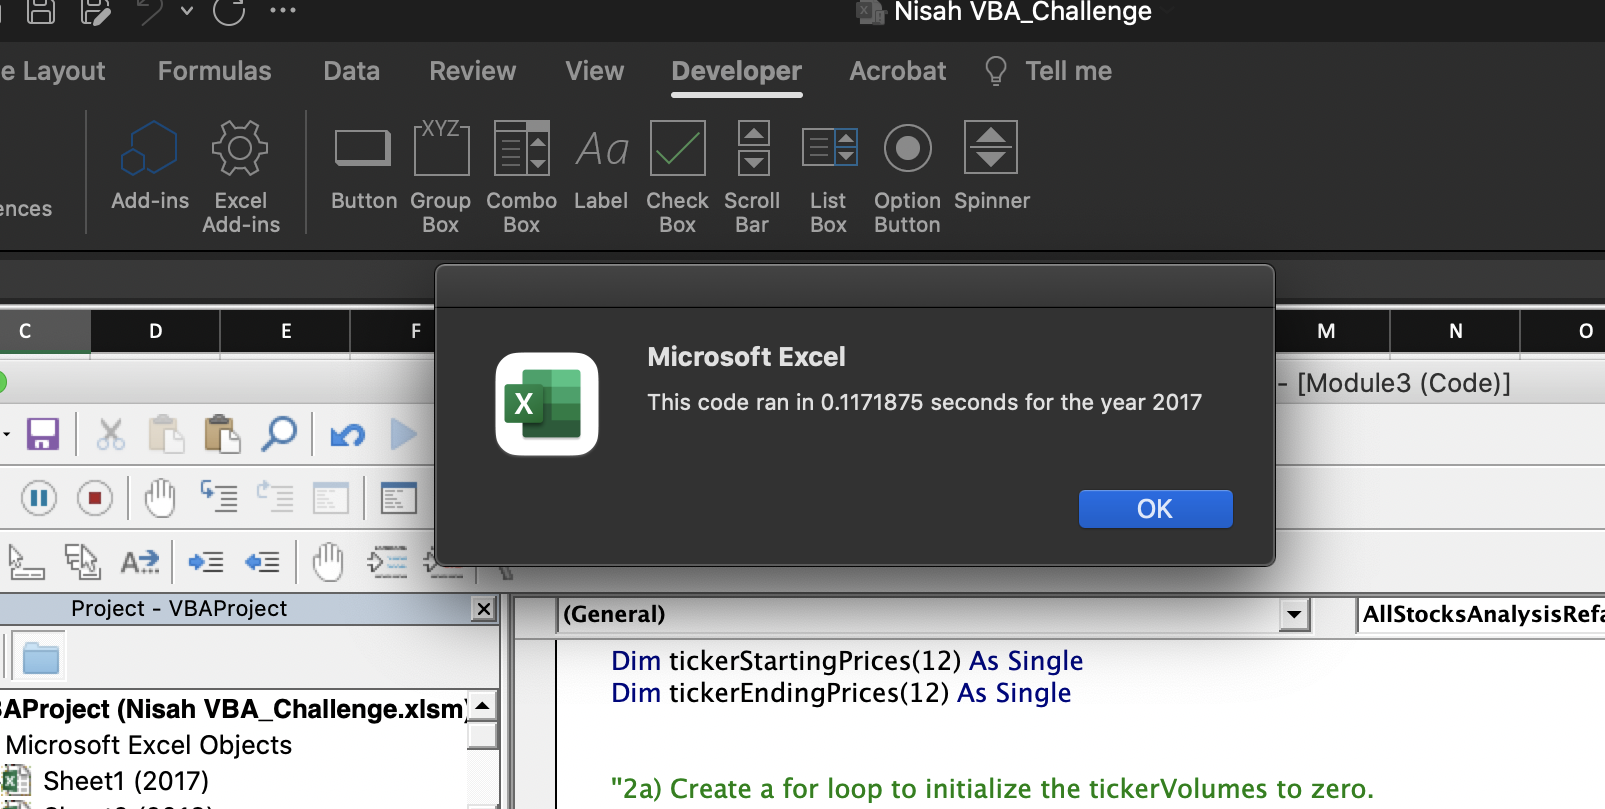 Nisah VBA_Challenge
e Layout Formulas Data Review View Developer Acrobat Tell me
XYZ Aa
ences Add-ins Excel Add-ins Button Group Box Combo Box Label Check Box Scroll Bar List Box Option Button Spinner
C D E F M N O
Microsoft Excel
This code ran in 0.1171875 seconds for the year 2017
OK
- [Module3 (Code)]
Project - VBAProject
(General) AllStocksAnalysisRefa
Dim tickerStartingPrices(12) As Single
Dim tickerEndingPrices(12) As Single
"2a) Create a for loop to initialize the tickerVolumes to zero.
BAProject (Nisah VBA_Challenge.xlsm)
Microsoft Excel Objects
Sheet1 (2017)